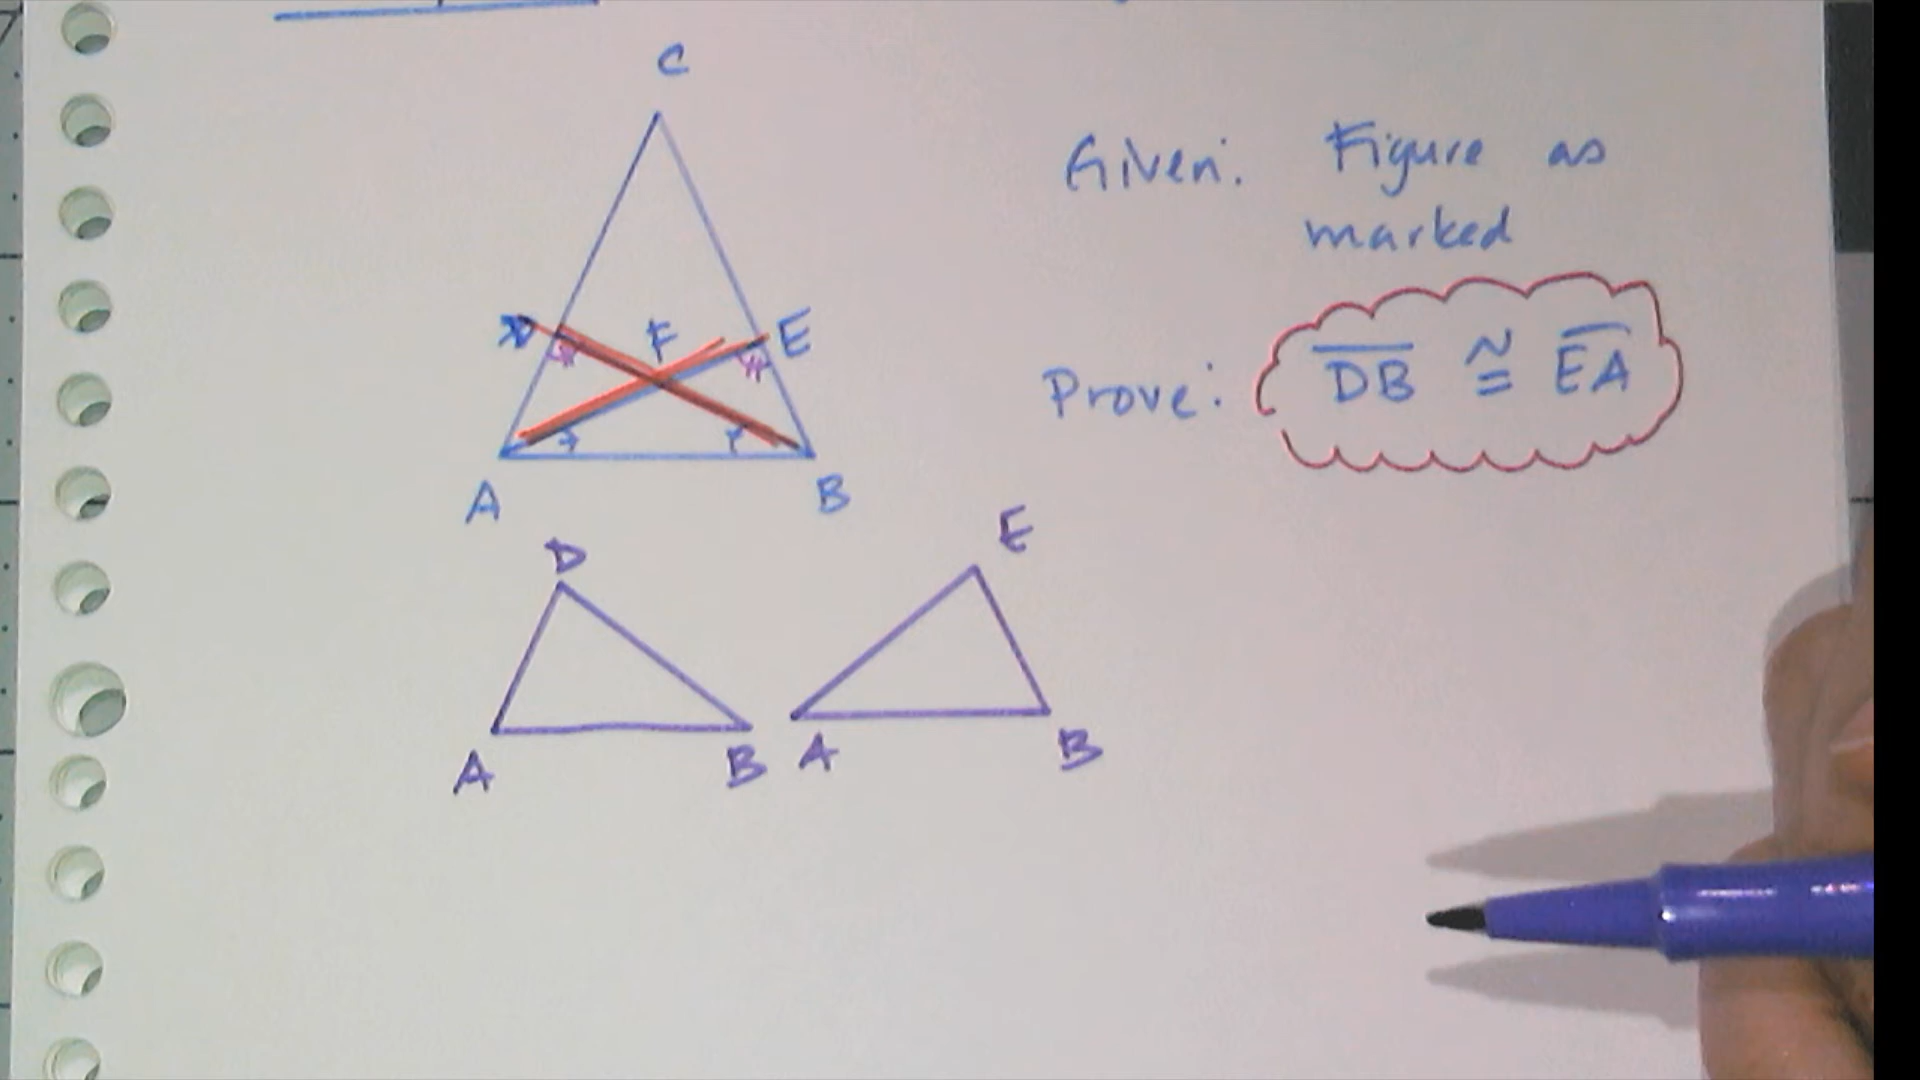 C
Given: Figure as
marked
D F E
Prove: DB ≅ EA
A B
D E
A B A B